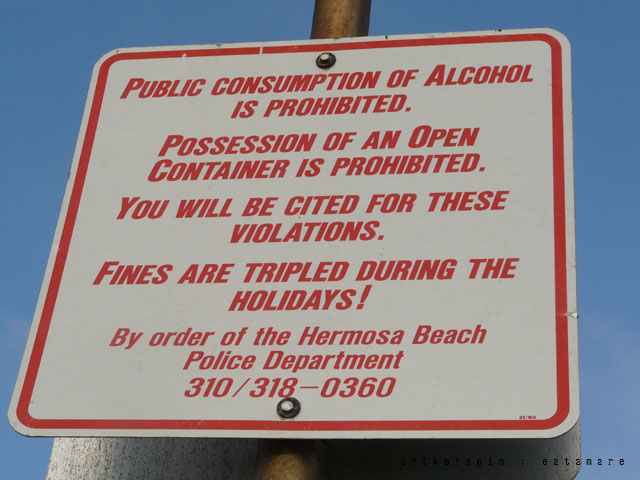 PUBLIC CONSUMPTION OF ALCOHOL
IS PROHIBITED.
POSSESSION OF AN OPEN
CONTAINER IS PROHIBITED.
YOU WILL BE CITED FOR THESE
VIOLATIONS.
FINES ARE TRIPLED DURING THE
HOLIDAYS!
By order of the Hermosa Beach
Police Department
310/318-0360
21/03
artkorapin : eatamare